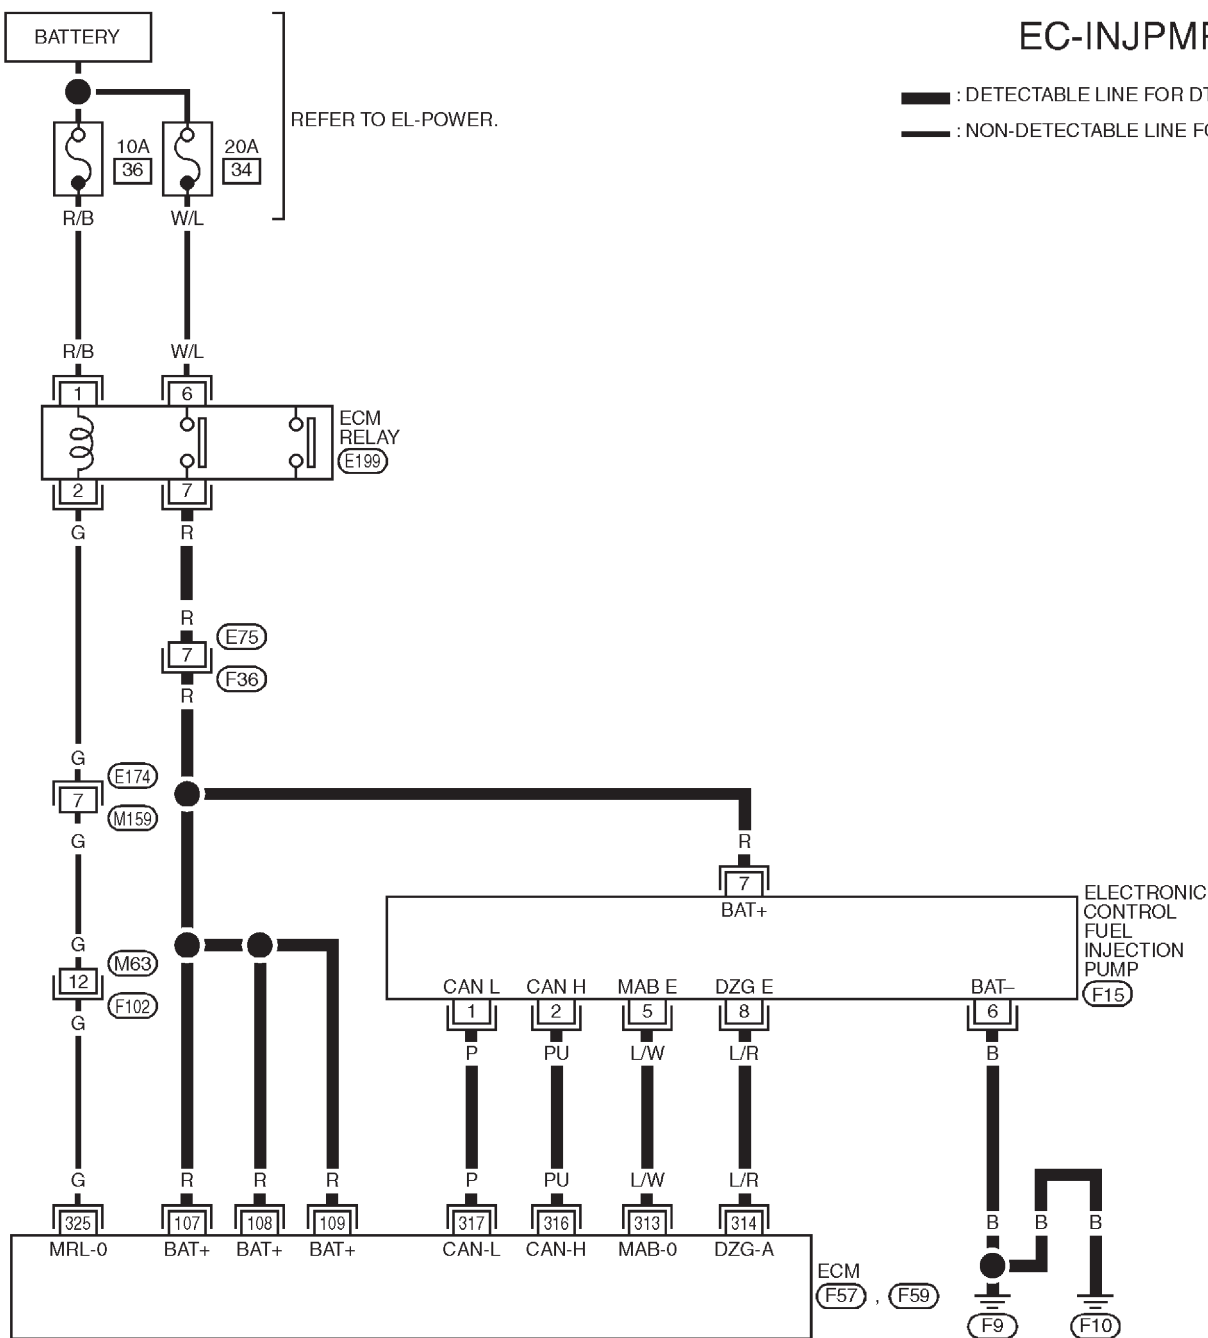 BATTERY
EC-INJPMP
REFER TO EL-POWER.
: DETECTABLE LINE FOR
: NON-DETECTABLE LINE
10A
36
20A
34
R/B
W/L
R/B
W/L
1
6
ECM
RELAY
E199
2
7
G
R
R
E75
7
F36
R
G
E174
7
M159
G
R
7
BAT+
ELECTRONIC
CONTROL
FUEL
INJECTION
PUMP
F15
G
M63
12
F102
G
CAN L
CAN H
MAB E
DZG E
BAT–
1
2
5
8
6
P
PU
L/W
L/R
B
G
R
R
R
P
PU
L/W
L/R
B
B
B
325
107
108
109
317
316
313
314
MRL-0
BAT+
BAT+
BAT+
CAN-L
CAN-H
MAB-0
DZG-A
ECM
F57 , F59
F9
F10